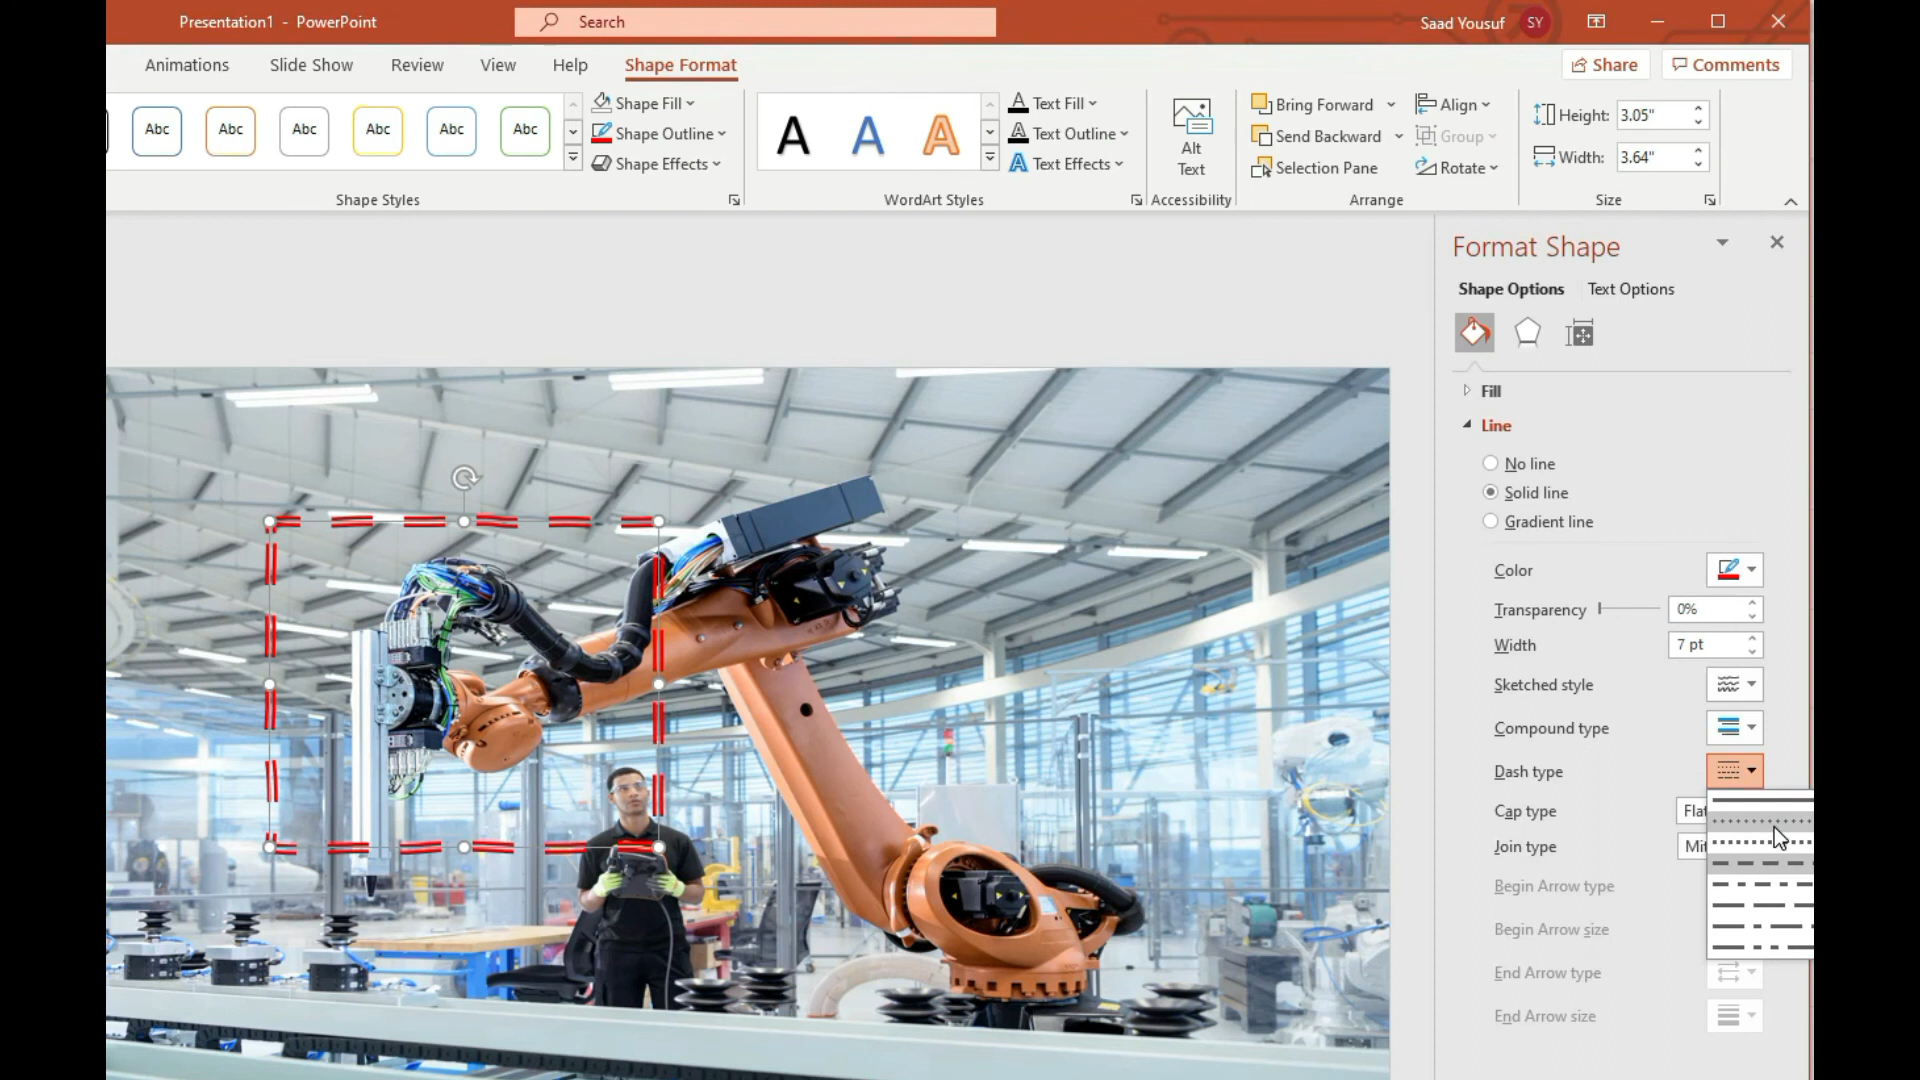 Presentation1 - PowerPoint
Search
Saad Yousuf
SY
Animations
Slide Show
Review
View
Help
Shape Format
Share
Comments
Abc
Abc
Abc
Abc
Abc
Abc
Shape Fill
Shape Outline
Shape Effects
Shape Styles
A
A
A
Text Fill
Text Outline
Text Effects
WordArt Styles
Alt
Text
Accessibility
Bring Forward
Send Backward
Selection Pane
Align
Group
Rotate
Arrange
Height:
3.05"
Width:
3.64"
Size
Format Shape
Shape Options
Text Options
Fill
Line
No line
Solid line
Gradient line
Color
Transparency
0%
Width
7 pt
Sketched style
Compound type
Dash type
Cap type
Flat
Join type
Mit
Begin Arrow type
Begin Arrow size
End Arrow type
End Arrow size